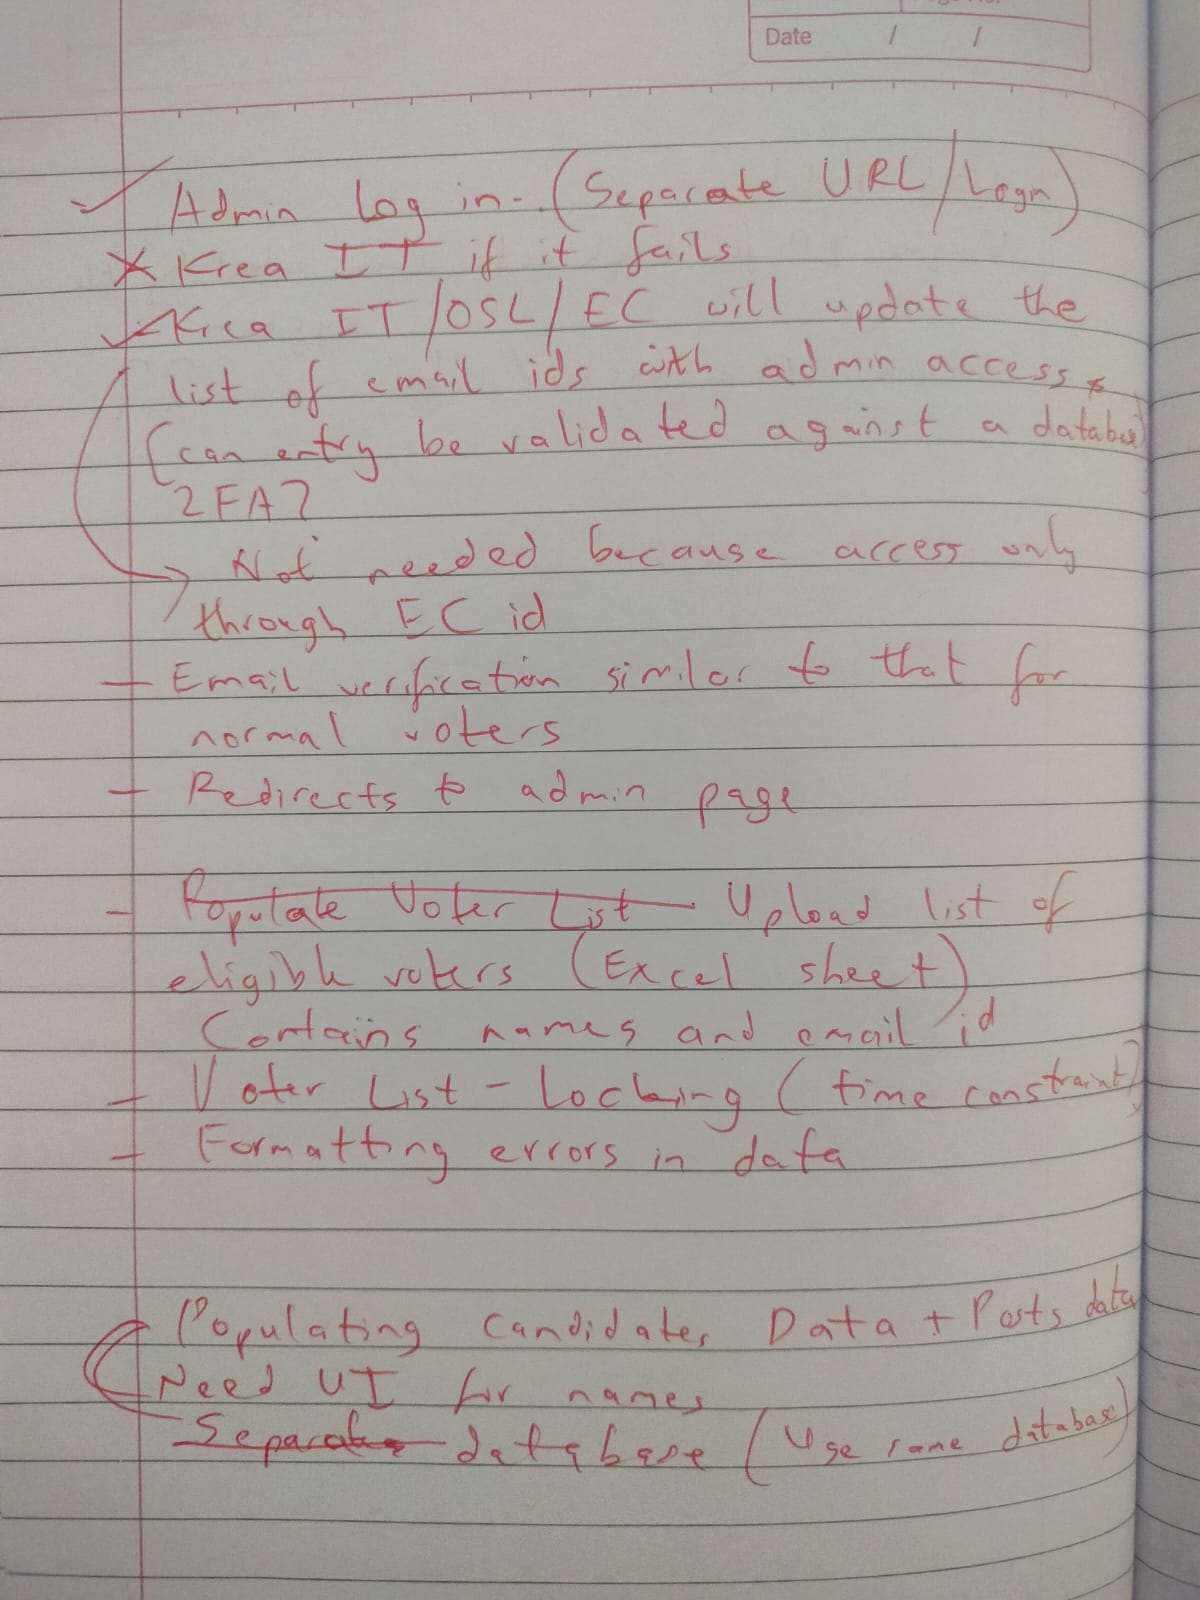 Date / /
Admin Log in - (Separate URL/Login)
Krea IT if it fails
Krea IT/OSL/EC will update the
list of email ids with admin access
(can entry be validated against a database)
2FA?
Not needed because access only
through EC id
- Email verification similar to that for
normal voters
- Redirects to admin page
- Populate Voter List Upload list of
eligible voters (Excel sheet)
Contains names and email id
- Voter List - Locking (time constraint)
- Formatting errors in data
Populating Candidates Data + Posts data
Need UI for names
Separate database (Use same database)